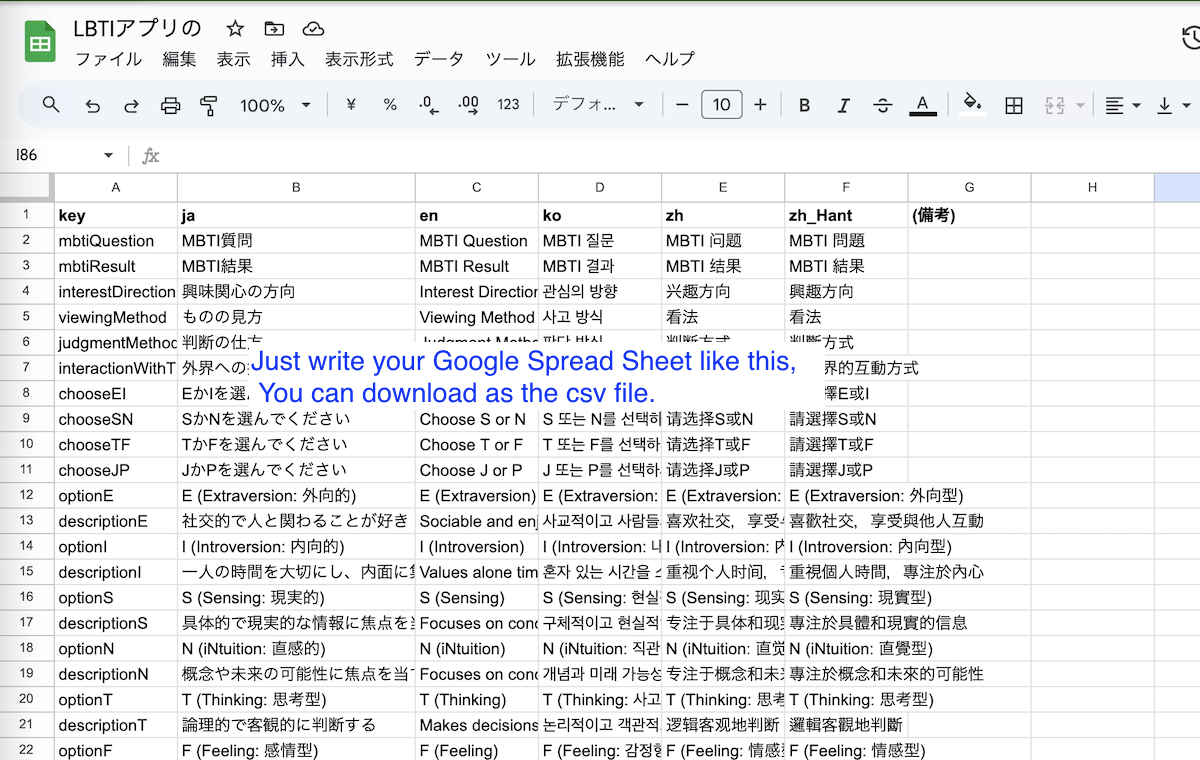 LBTIアプリの
ファイル 編集 表示 挿入 表示形式 データ ツール 拡張機能 ヘルプ
100% ¥ % .0 .00 123 デフォ... 10 B I A
I86 fx
A B C D E F G H
1 key ja en ko zh zh_Hant (備考)
2 mbtiQuestion MBTI質問 MBTI Question MBTI 질문 MBTI 问题 MBTI 問題
3 mbtiResult MBTI結果 MBTI Result MBTI 결과 MBTI 结果 MBTI 結果
4 interestDirection 興味関心の方向 Interest Direction 관심의 방향 兴趣方向 興趣方向
5 viewingMethod ものの見方 Viewing Method 사고 방식 看法 看法
6 judgmentMethod 判断の仕方
Just write your Google Spread Sheet like this,
You can download as the csv file.
7 interactionWithT 外界への 界的互動方式
8 chooseEI EかIを選 擇E或I
9 chooseSN SかNを選んでください Choose S or N S 또는 N를 선택하 请选择S或N 請選擇S或N
10 chooseTF TかFを選んでください Choose T or F T 또는 F를 선택하 请选择T或F 請選擇T或F
11 chooseJP JかPを選んでください Choose J or P J 또는 P를 선택하 请选择J或P 請選擇J或P
12 optionE E (Extraversion: 外向的) E (Extraversion) E (Extraversion: E (Extraversion: E (Extraversion: 外向型)
13 descriptionE 社交的で人と関わることが好き Sociable and enj 사교적이고 사람들 喜欢社交，享受 喜歡社交，享受與他人互動
14 optionI I (Introversion: 内向的) I (Introversion) I (Introversion: 내 I (Introversion: 内 I (Introversion: 內向型)
15 descriptionI 一人の時間を大切にし、内面に集 Values alone tim 혼자 있는 시간을 소 重视个人时间， 重視個人時間，專注於內心
16 optionS S (Sensing: 現実的) S (Sensing) S (Sensing: 현실 S (Sensing: 现实 S (Sensing: 現實型)
17 descriptionS 具体的で現実的な情報に焦点を当 Focuses on conc 구체적이고 현실적 专注于具体和现实 專注於具體和現實的信息
18 optionN N (iNtuition: 直感的) N (iNtuition) N (iNtuition: 직관 N (iNtuition: 直觉 N (iNtuition: 直覺型)
19 descriptionN 概念や未来の可能性に焦点を当て Focuses on conc 개념과 미래 가능성 专注于概念和未来 專注於概念和未來的可能性
20 optionT T (Thinking: 思考型) T (Thinking) T (Thinking: 사고 T (Thinking: 思考 T (Thinking: 思考型)
21 descriptionT 論理的で客観的に判断する Makes decisions 논리적이고 객관적 逻辑客观地判断 邏輯客觀地判斷
22 optionF F (Feeling: 感情型) F (Feeling) F (Feeling: 감정형 F (Feeling: 情感型 F (Feeling: 情感型)